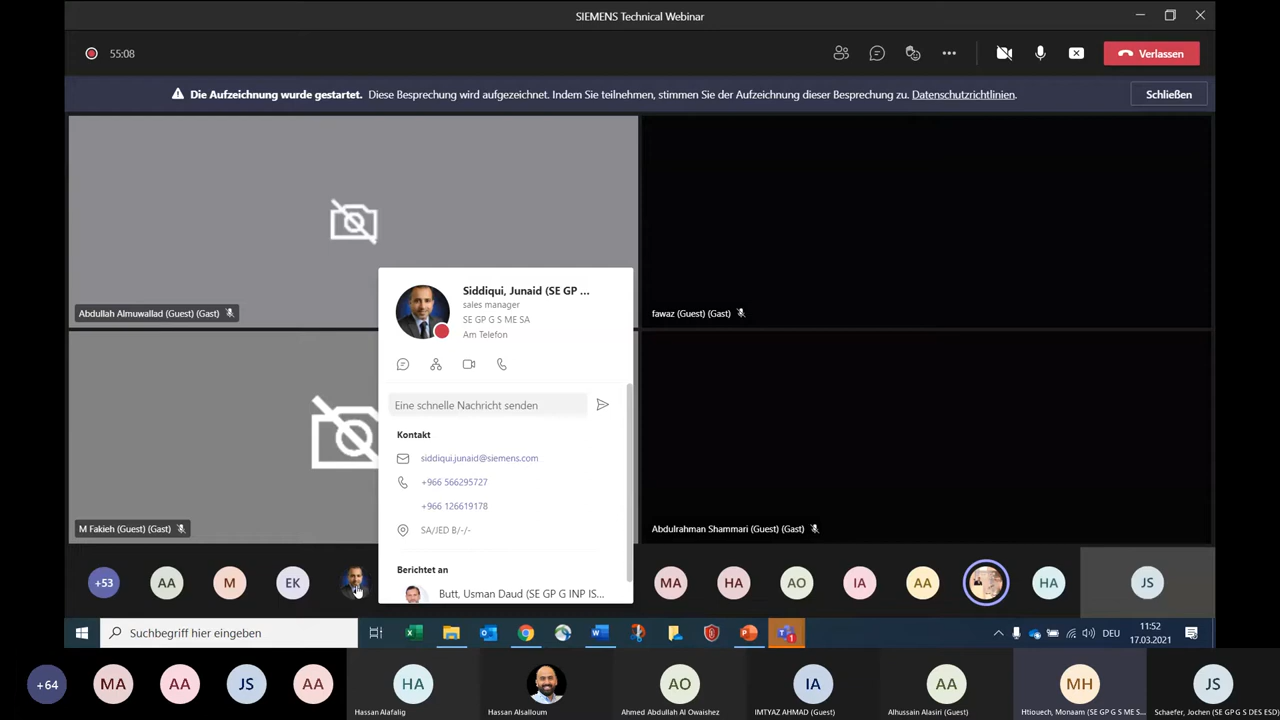 SIEMENS Technical Webinar
55:08
Verlassen
Die Aufzeichnung wurde gestartet. Diese Besprechung wird aufgezeichnet. Indem Sie teilnehmen, stimmen Sie der Aufzeichnung dieser Besprechung zu. Datenschutzrichtlinien.
Schließen
Abdullah Almuwallad (Guest) (Gast)
fawaz (Guest) (Gast)
Siddiqui, Junaid (SE GP ...
sales manager
SE GP G S ME SA
Am Telefon
Eine schnelle Nachricht senden
Kontakt
siddiqui.junaid@siemens.com
+966 566295727
+966 126619178
SA/JED B/-/-
Berichtet an
Butt, Usman Daud (SE GP G INP IS...
M Fakieh (Guest) (Gast)
Abdulrahman Shammari (Guest) (Gast)
+53
AA
M
EK
MA
HA
AO
IA
AA
HA
JS
Suchbegriff hier eingeben
DEU
11:52
17.03.2021
+64
MA
AA
JS
AA
HA
Hassan Alafalig
Hassan Alsalloum
AO
Ahmed Abdullah Al Owaishez
IA
IMTYAZ AHMAD (Guest)
AA
Alhussain Alasiri (Guest)
MH
Htiouech, Monaam (SE GP G S ME S...
JS
Schaefer, Jochen (SE GP G S DES ESD)